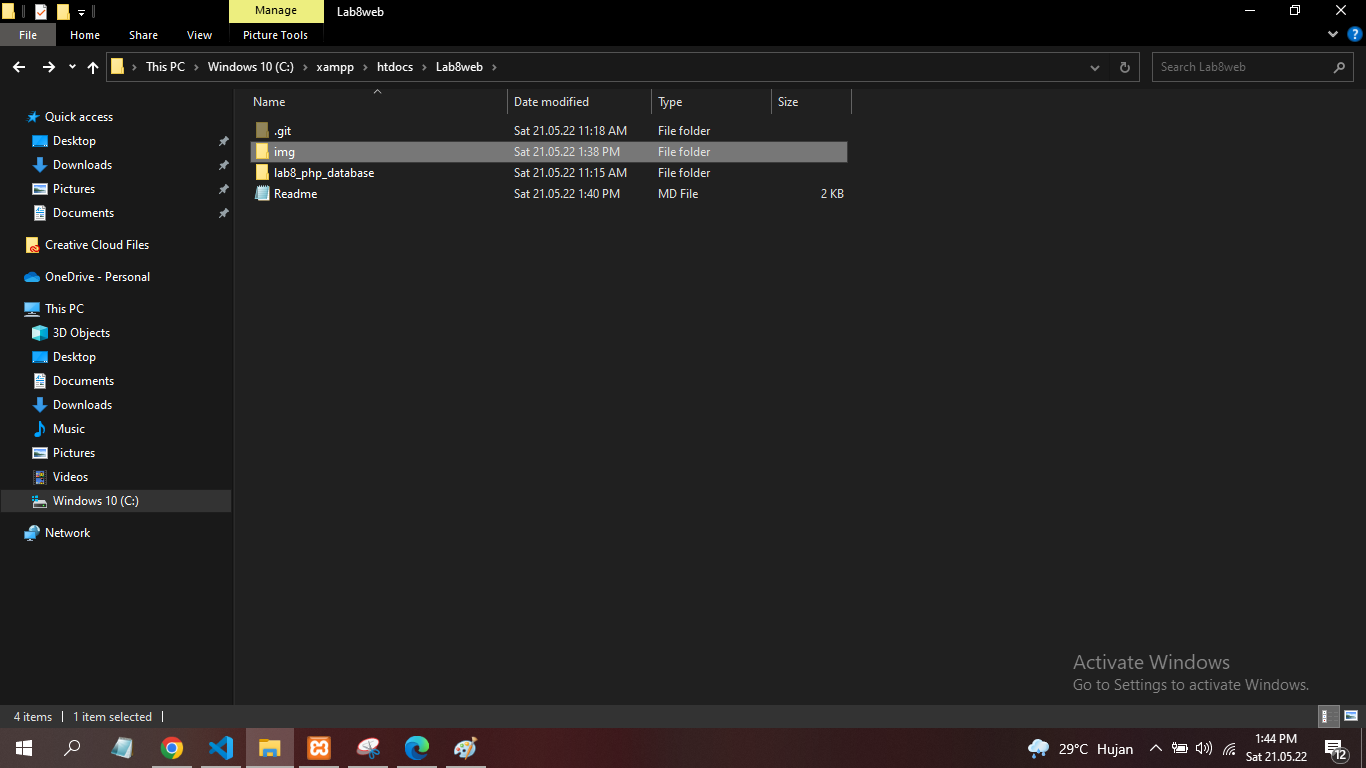 Manage
Lab8web
File
Home
Share
View
Picture Tools
?
This PC > Windows 10 (C:) > xampp > htdocs > Lab8web >
Search Lab8web
Name
Date modified
Type
Size
Quick access
Desktop
Downloads
Pictures
Documents
Creative Cloud Files
OneDrive - Personal
This PC
3D Objects
Desktop
Documents
Downloads
Music
Pictures
Videos
Windows 10 (C:)
Network
.git Sat 21.05.22 11:18 AM File folder
img Sat 21.05.22 1:38 PM File folder
lab8_php_database Sat 21.05.22 11:15 AM File folder
Readme Sat 21.05.22 1:40 PM MD File 2 KB
Activate Windows
Go to Settings to activate Windows.
4 items
1 item selected
29°C Hujan
1:44 PM
Sat 21.05.22
12